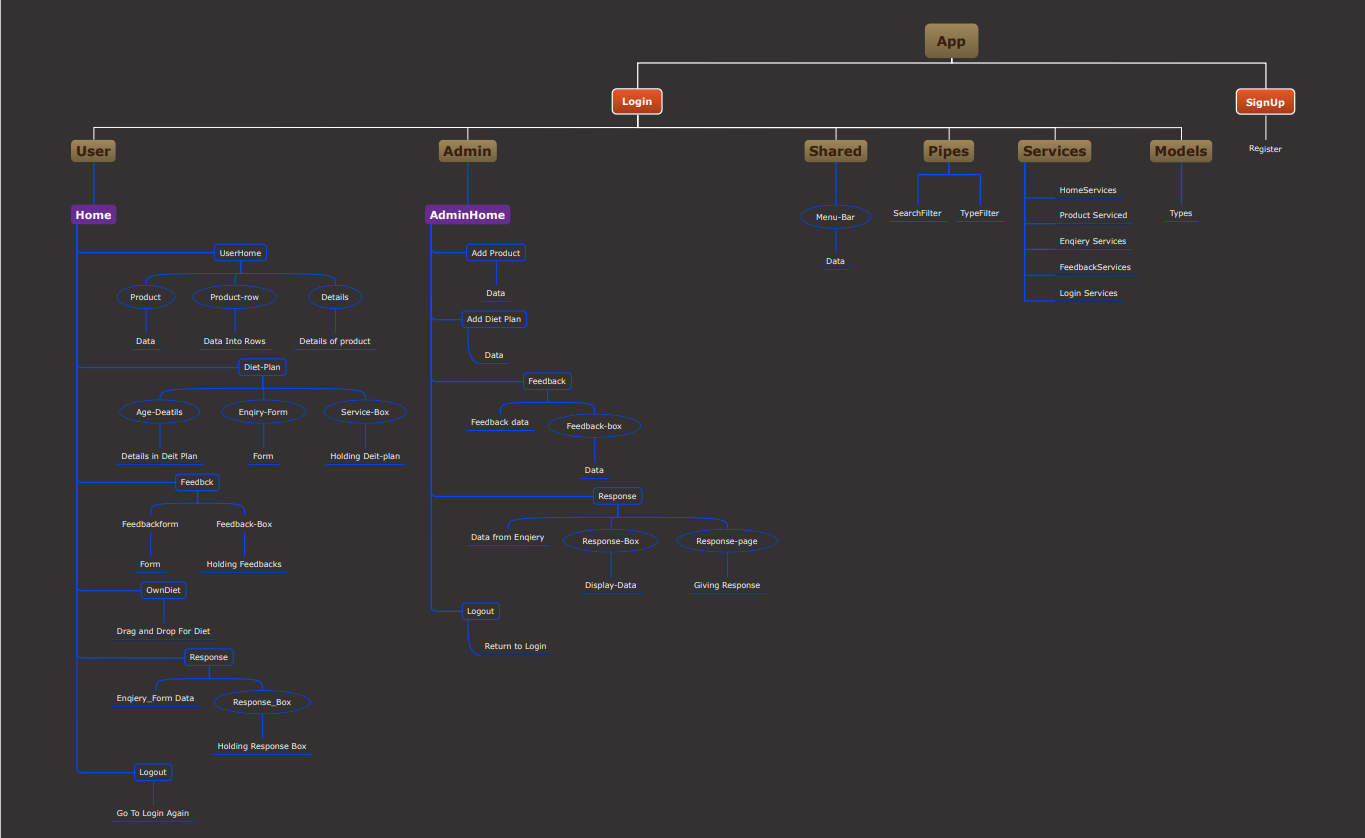 App
Login
SignUp
Register
User
Admin
Shared
Pipes
Services
Models
Home
UserHome
Product
Product-row
Details
Data
Data Into Rows
Details of product
Diet-Plan
Age-Deatils
Enqiry-Form
Service-Box
Details in Deit Plan
Form
Holding Deit-plan
Feedbck
Feedbackform
Feedback-Box
Form
Holding Feedbacks
OwnDiet
Drag and Drop For Diet
Response
Enqiery_Form Data
Response_Box
Holding Response Box
Logout
Go To Login Again
AdminHome
Add Product
Data
Add Diet Plan
Data
Feedback
Feedback data
Feedback-box
Data
Response
Data from Enqiery
Response-Box
Response-page
Display-Data
Giving Response
Logout
Return to Login
Menu-Bar
Data
SearchFilter
TypeFilter
HomeServices
Product Serviced
Enqiery Services
FeedbackServices
Login Services
Types